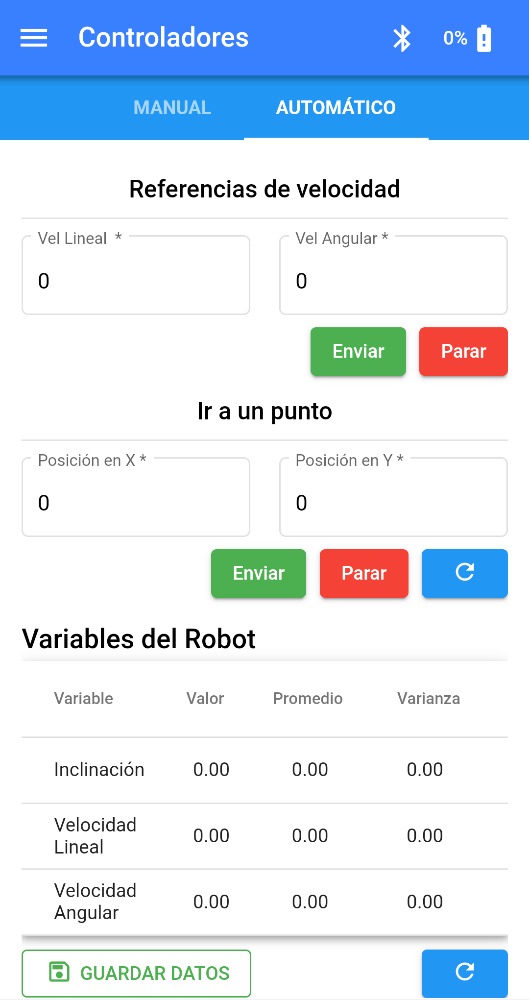 Controladores
0%
MANUAL AUTOMÁTICO
Referencias de velocidad
Vel Lineal * Vel Angular *
0 0
Enviar Parar
Ir a un punto
Posición en X * Posición en Y *
0 0
Enviar Parar
Variables del Robot
Variable Valor Promedio Varianza
Inclinación 0.00 0.00 0.00
Velocidad
Lineal 0.00 0.00 0.00
Velocidad
Angular 0.00 0.00 0.00
GUARDAR DATOS